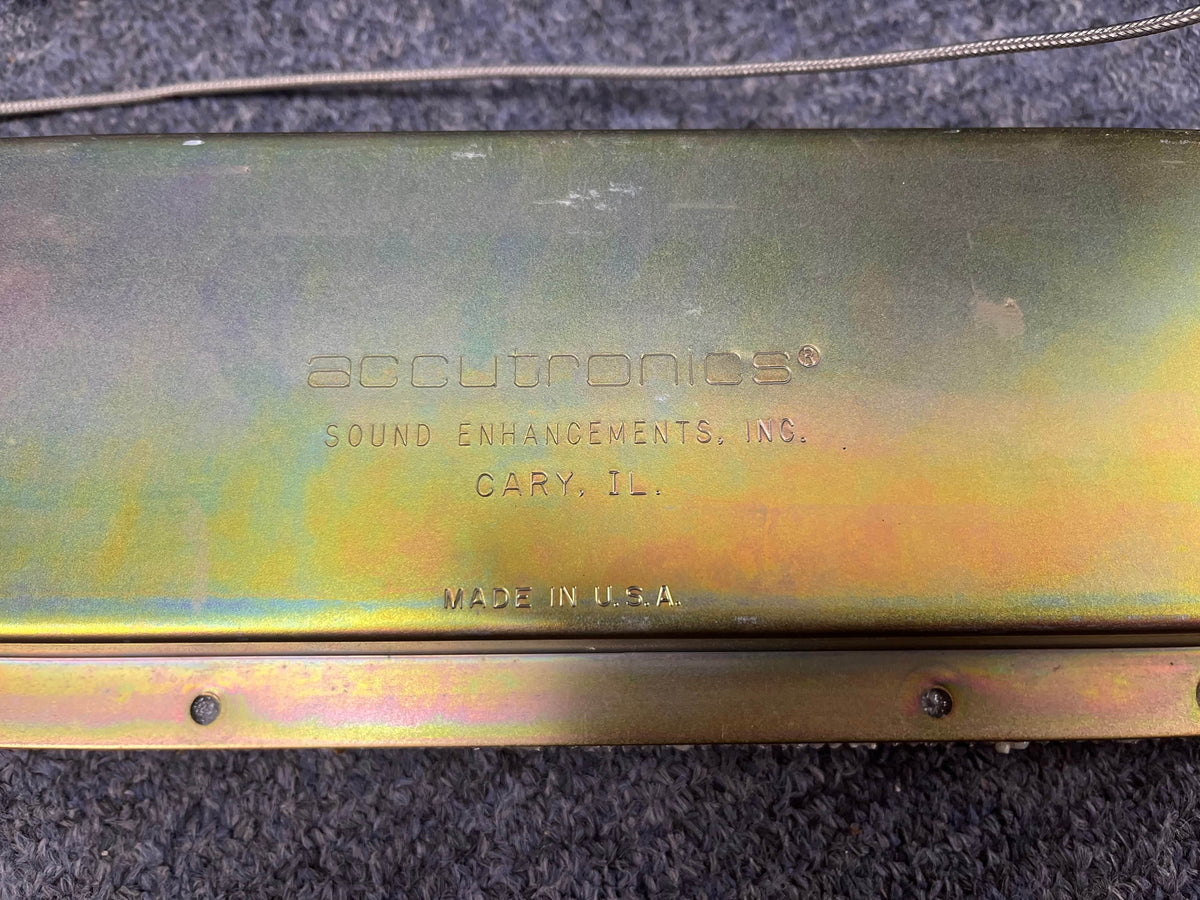 accutronics®
SOUND ENHANCEMENTS, INC.
CARY, IL.
MADE IN U.S.A.